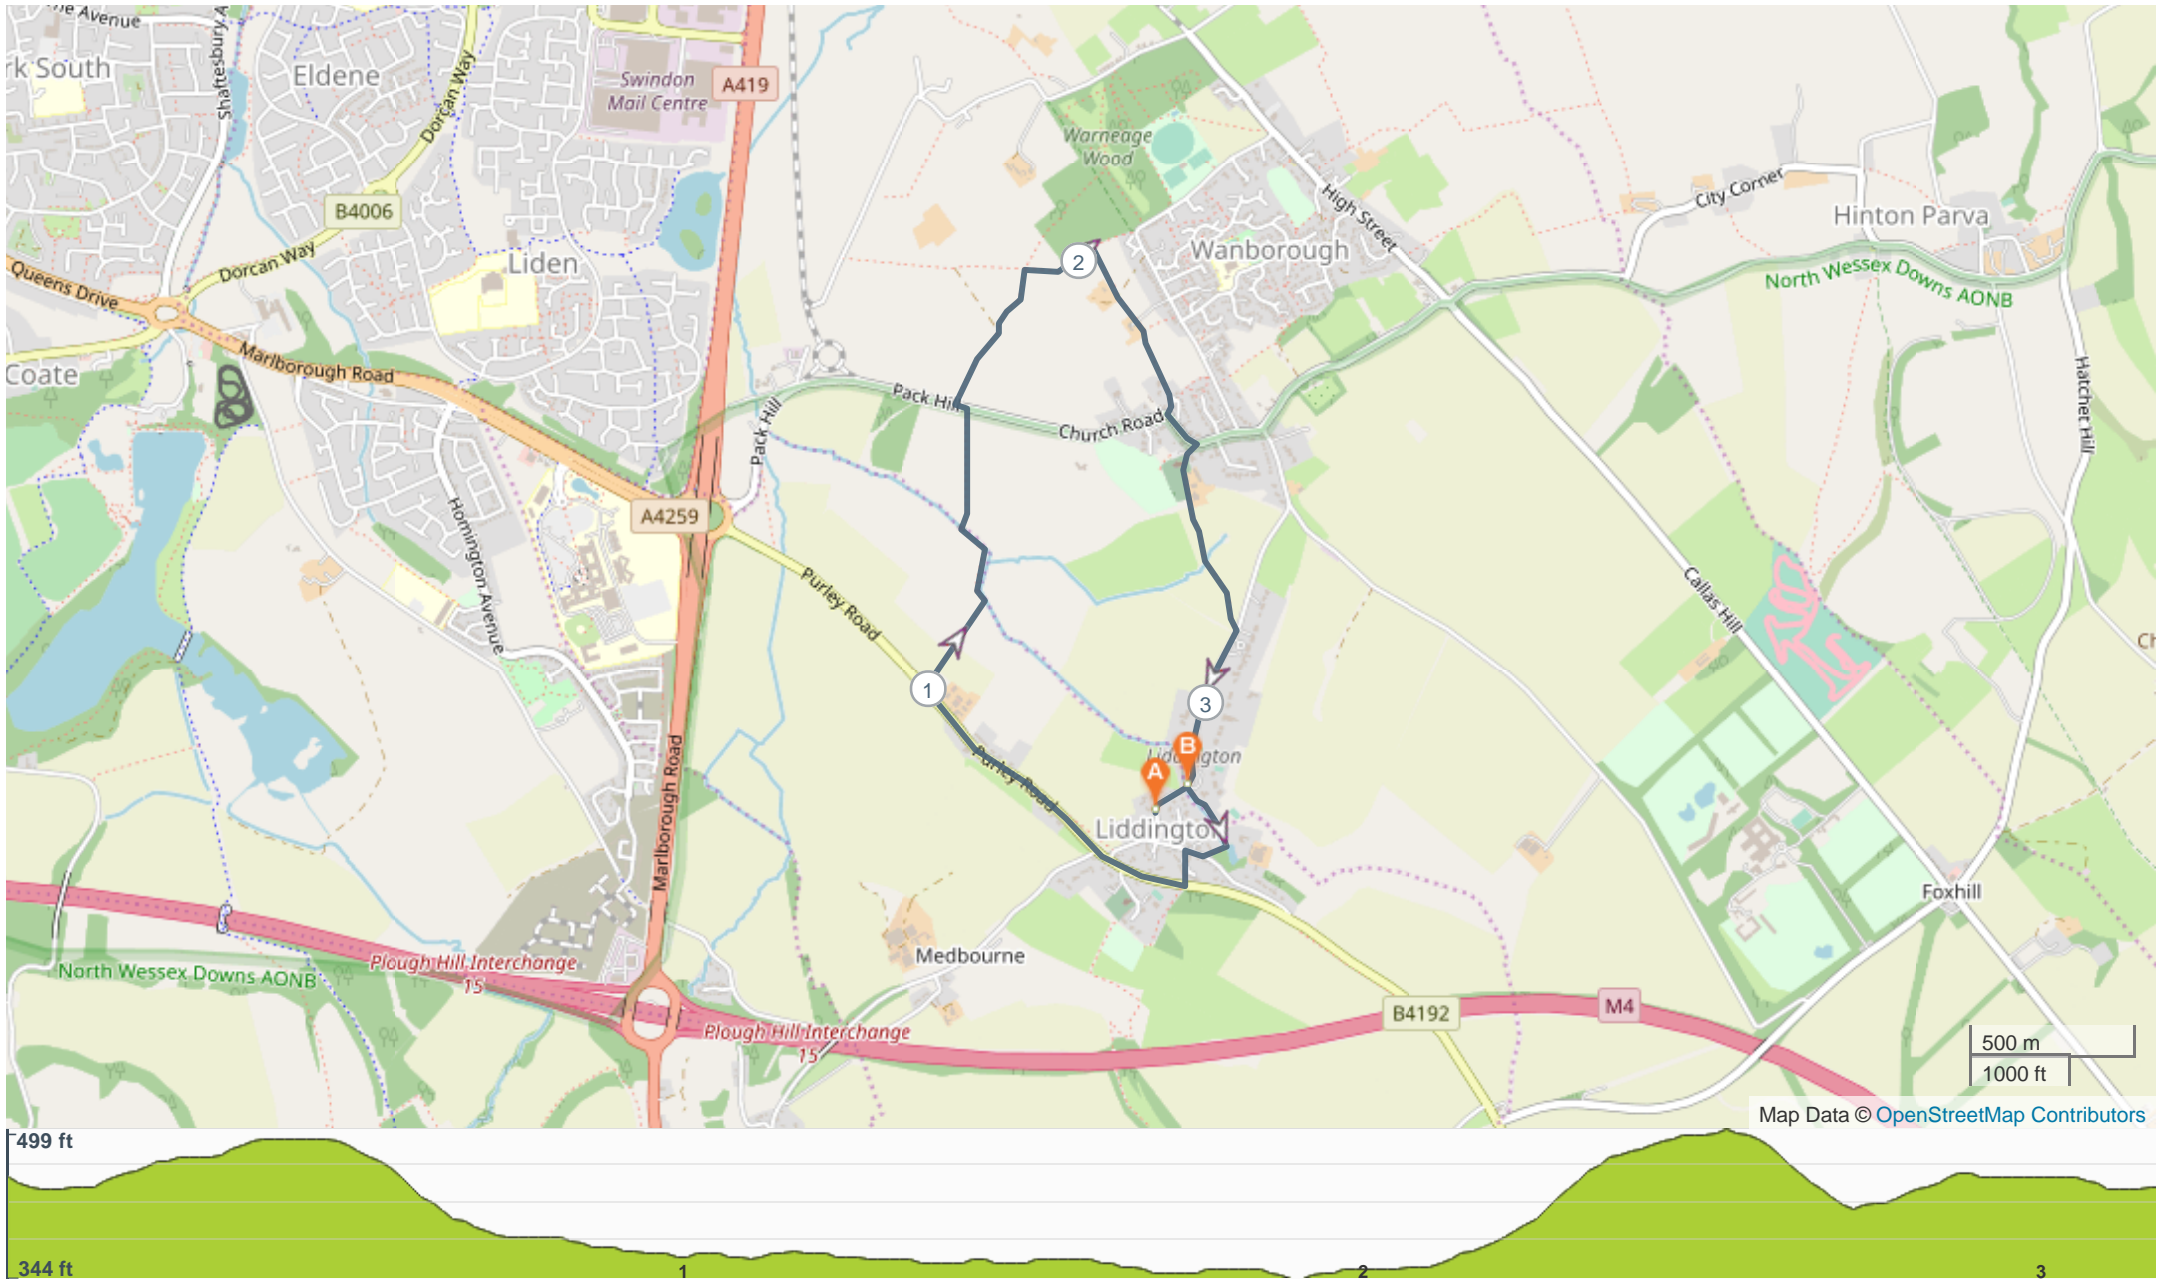 ne Avenue
rk South
Shaftesbury A
Eldene
Dorcan Way
Swindon
Mail Centre
A419
Warneage
Wood
B4006
High Street
City Corner
Hinton Parva
Dorcan Way
Liden
2
Wanborough
North Wessex Downs AONB
Queens Drive
Marlborough Road
Coate
Pack Hill
Church Road
Pack Hill
Hatchet Hill
A4259
Homington Avenue
Purley Road
Callas Hill
Ch
1
3
Marlborough Road
Purley Road
B
A
Liddington
Liddington
Foxhill
Medbourne
North Wessex Downs AONB
Plough Hill Interchange
15
Plough Hill Interchange
15
B4192
M4
500 m
1000 ft
Map Data © OpenStreetMap Contributors
499 ft
344 ft
1
2
3